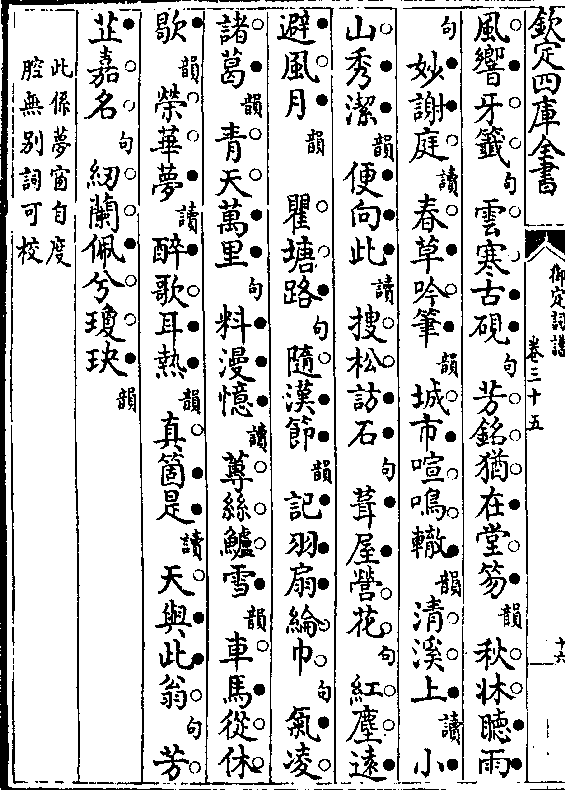 欽定四庫全書
御定詞譜
卷三十五
十六
風響牙籤句雲寒古硯句芳銘猶在堂笏韻秋牀聽雨
句妙謝庭讀春草吟筆韻城市喧鳴轍韻清溪上讀小
山秀潔韻便向此讀搜松訪石句葺屋營花句紅塵遠
避風月韻瞿塘路句隨漢節韻記羽扇綸巾句氣凌
諸葛韻青天萬里句料漫憶讀蓴絲鱸雪韻車馬從休
歇韻榮華夢讀醉歌耳熱韻真箇是讀天與此翁句芳
芷嘉名句紉蘭佩兮瓊玦韻
此係夢窗自度
腔無別詞可校